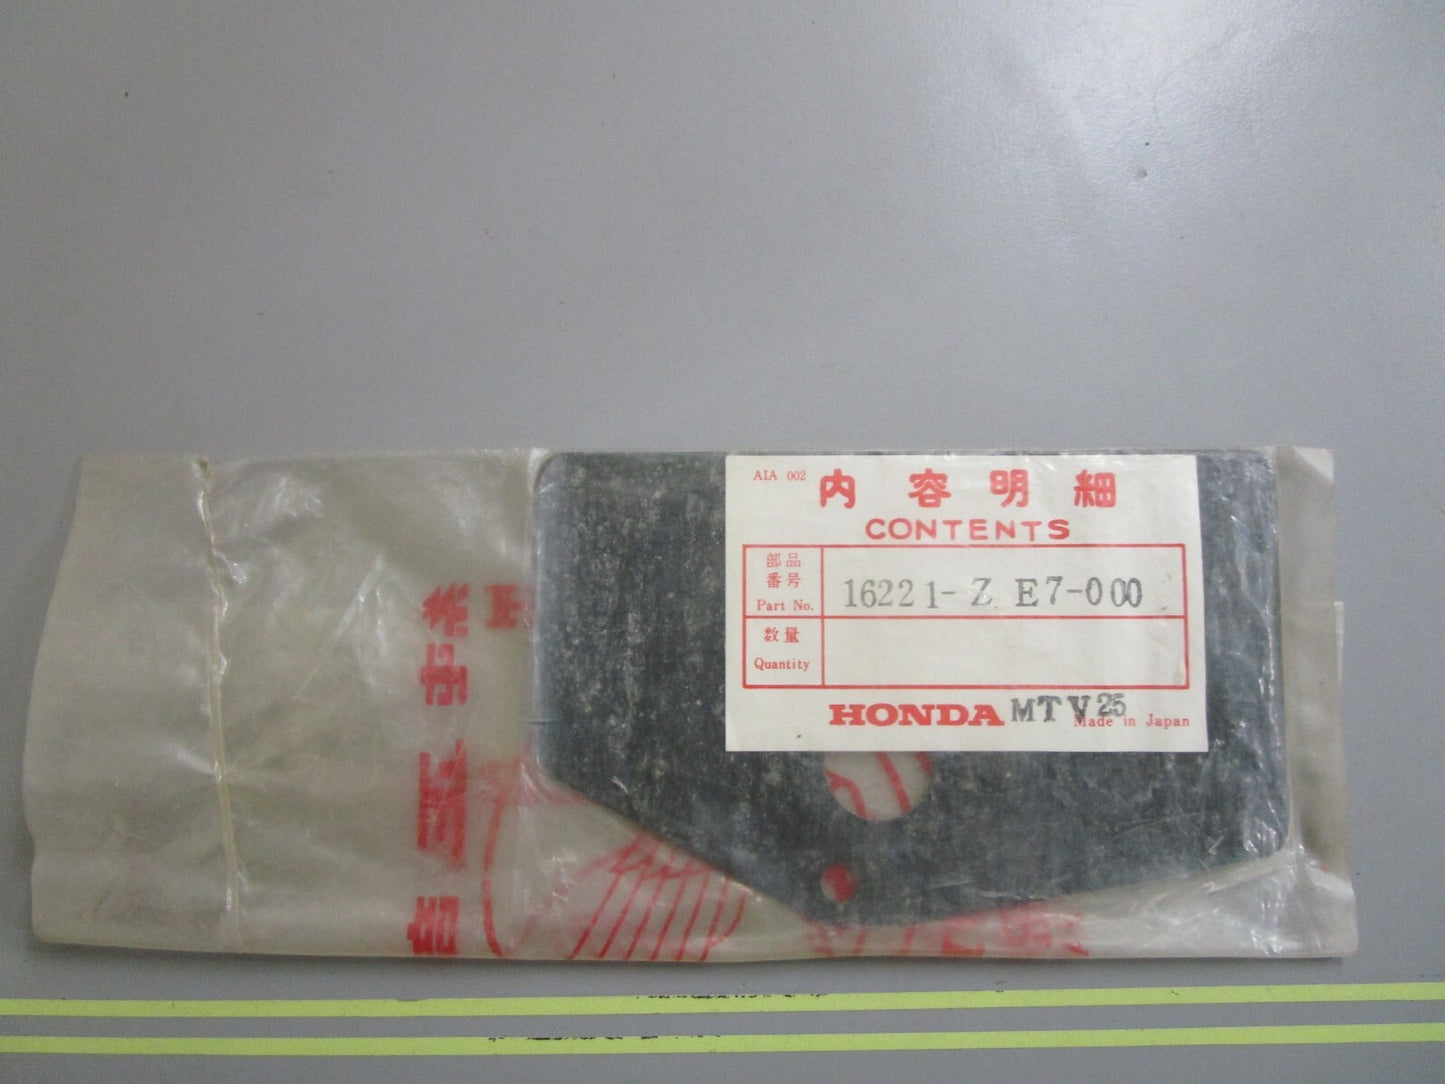 AIA 002
内容明細
CONTENTS
部品
番号
Part No.
16221-Z E7-000
数量
Quantity
HONDA MTV25
Made in Japan